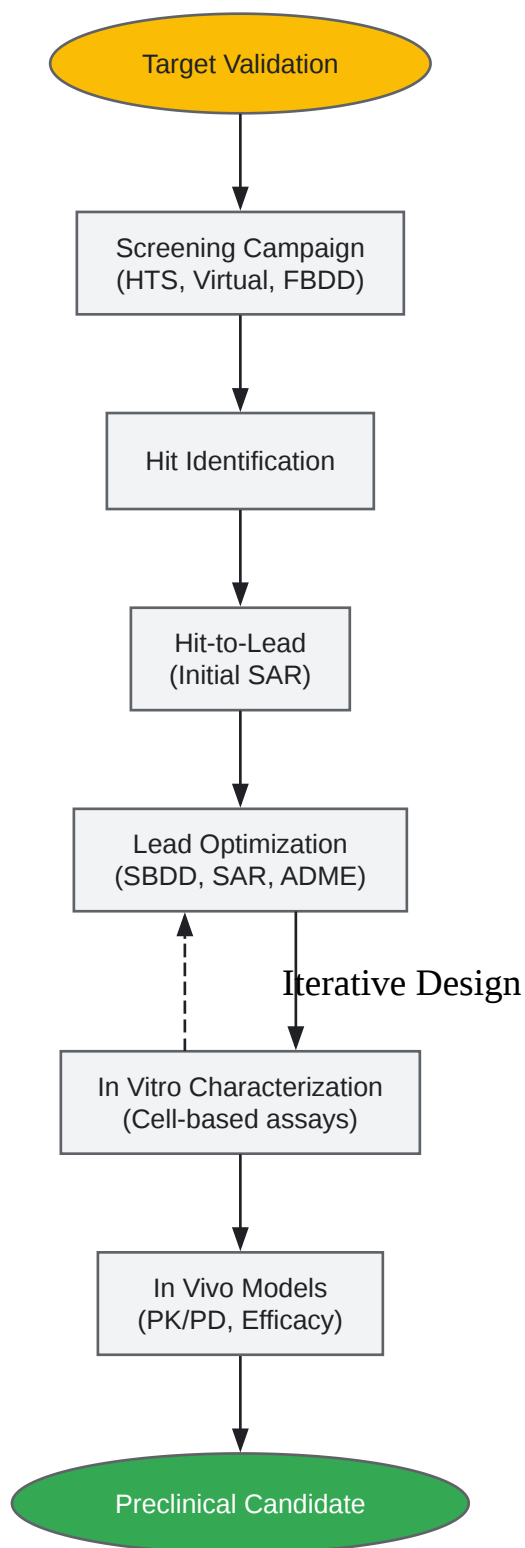 Target Validation
Screening Campaign
(HTS, Virtual, FBDD)
Hit Identification
Hit-to-Lead
(Initial SAR)
Lead Optimization
(SBDD, SAR, ADME)
Iterative Design
In Vitro Characterization
(Cell-based assays)
In Vivo Models
(PK/PD, Efficacy)
Preclinical Candidate